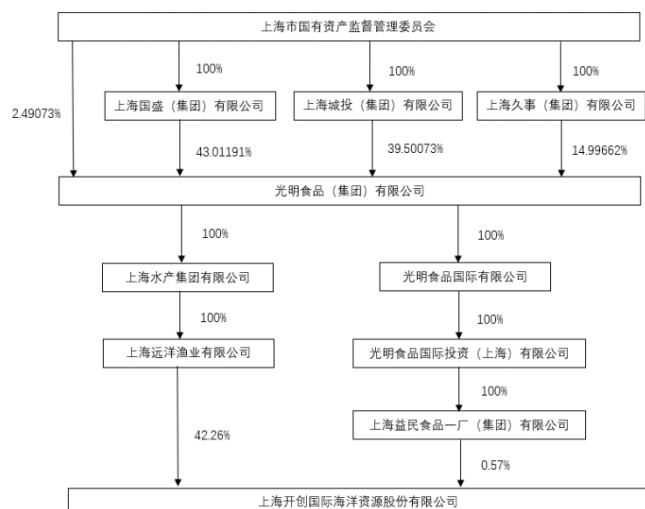 上海市国有资产监督管理委员会
100%
100%
100%
2.49073%
上海国盛（集团）有限公司
上海城投（集团）有限公司
上海久事（集团）有限公司
43.01191%
39.50073%
14.99662%
光明食品（集团）有限公司
100%
100%
上海水产集团有限公司
光明食品国际有限公司
100%
100%
上海远洋渔业有限公司
光明食品国际投资（上海）有限公司
100%
上海益民食品一厂（集团）有限公司
42.26%
0.57%
上海开创国际海洋资源股份有限公司